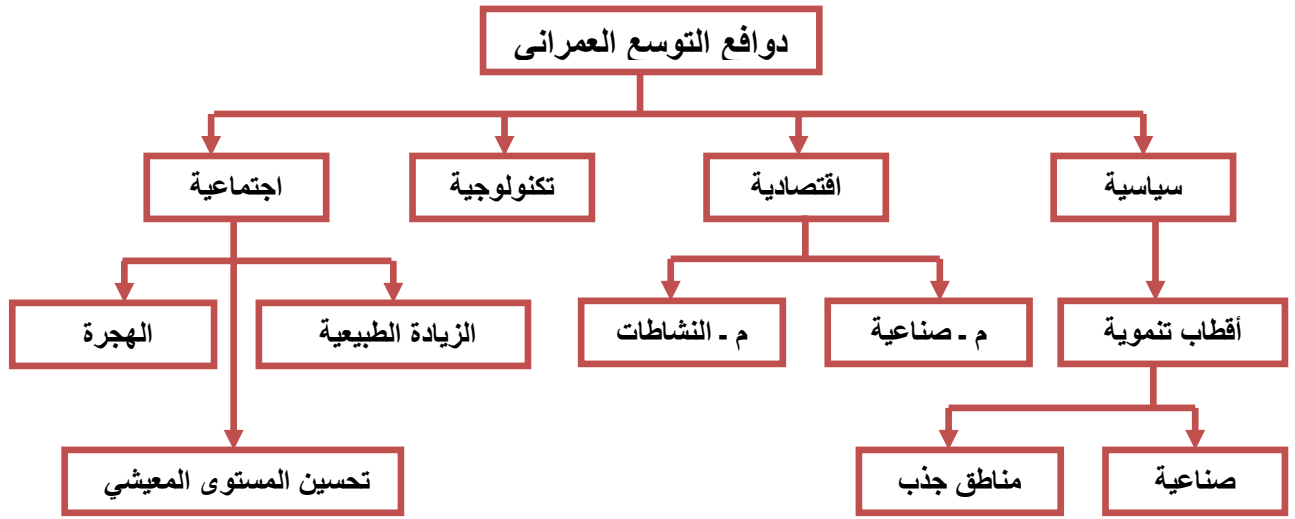 دوافع التوسع العمرانى
سياسية
اقتصادية
تكنولوجية
اجتماعية
أقطاب تنموية
م ـ صناعية
م ـ النشاطات
الزيادة الطبيعية
الهجرة
صناعية
مناطق جذب
تحسين المستوى المعيشي